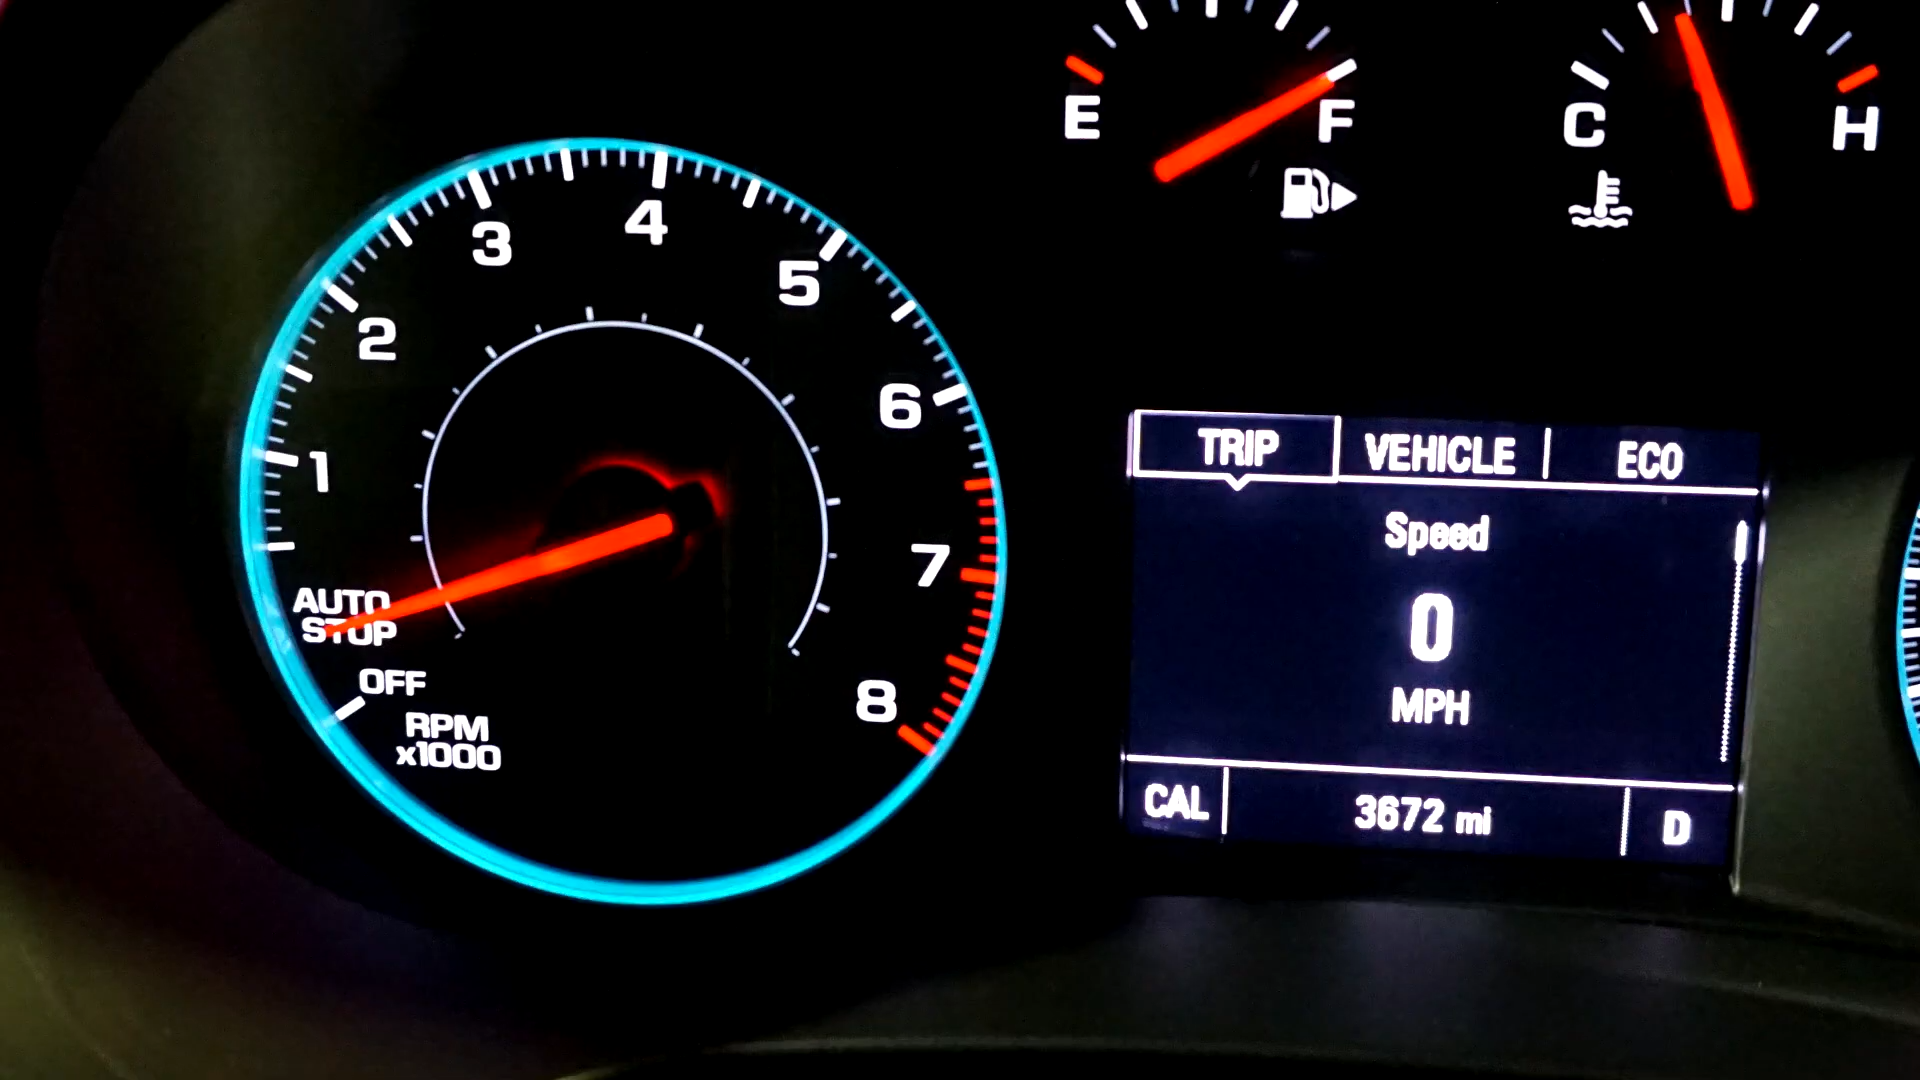 E
F
C
H
1
2
3
4
5
6
7
8
AUTO
STOP
OFF
RPM
x1000
TRIP VEHICLE ECO
Speed
0
MPH
CAL 3672 mi D